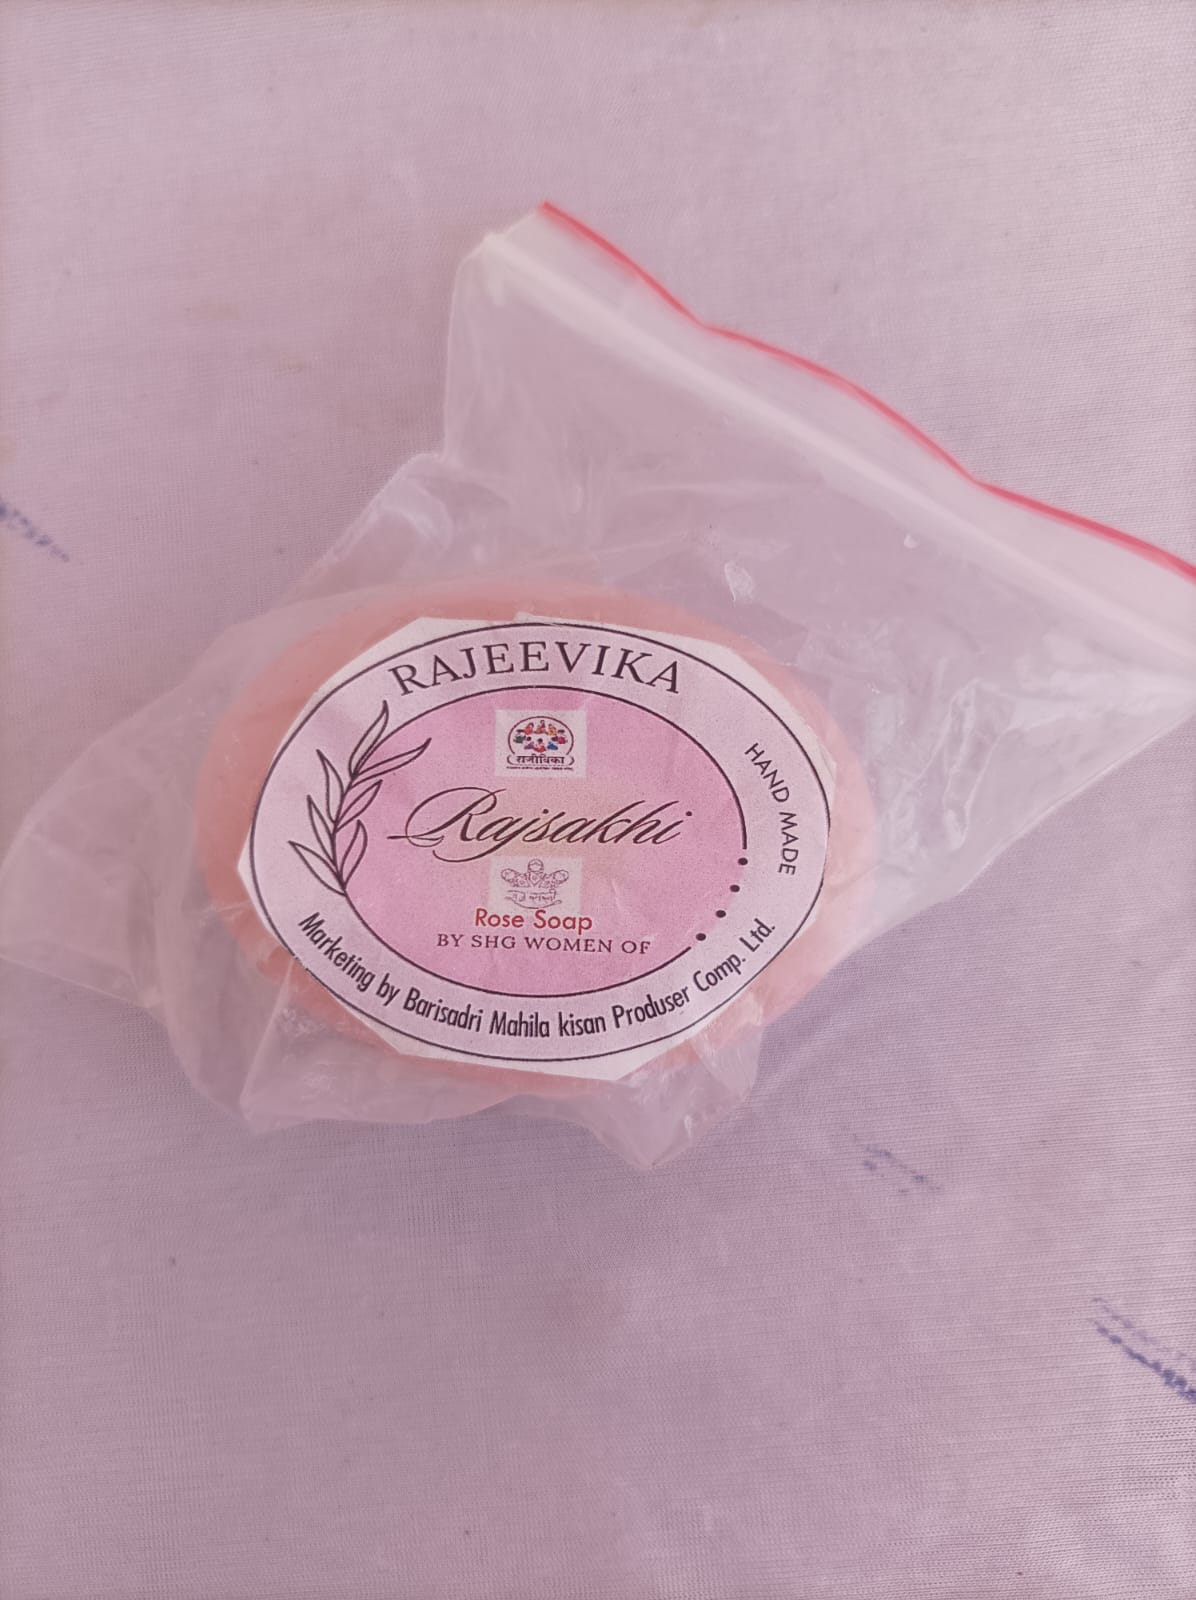 RAJEEVIKA
राजीविका
Rajsakhi
Rose Soap
BY SHG WOMEN OF
HAND MADE
Marketing by Barisadri Mahila kisan Produser Comp. Ltd.